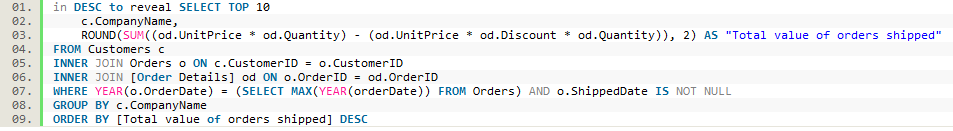 01. in DESC to reveal SELECT TOP 10
02. c.CompanyName,
03. ROUND(SUM((od.UnitPrice * od.Quantity) - (od.UnitPrice * od.Discount * od.Quantity)), 2) AS "Total value of orders shipped"
04. FROM Customers c
05. INNER JOIN Orders o ON c.CustomerID = o.CustomerID
06. INNER JOIN [Order Details] od ON o.OrderID = od.OrderID
07. WHERE YEAR(o.OrderDate) = (SELECT MAX(YEAR(orderDate)) FROM Orders) AND o.ShippedDate IS NOT NULL
08. GROUP BY c.CompanyName
09. ORDER BY [Total value of orders shipped] DESC